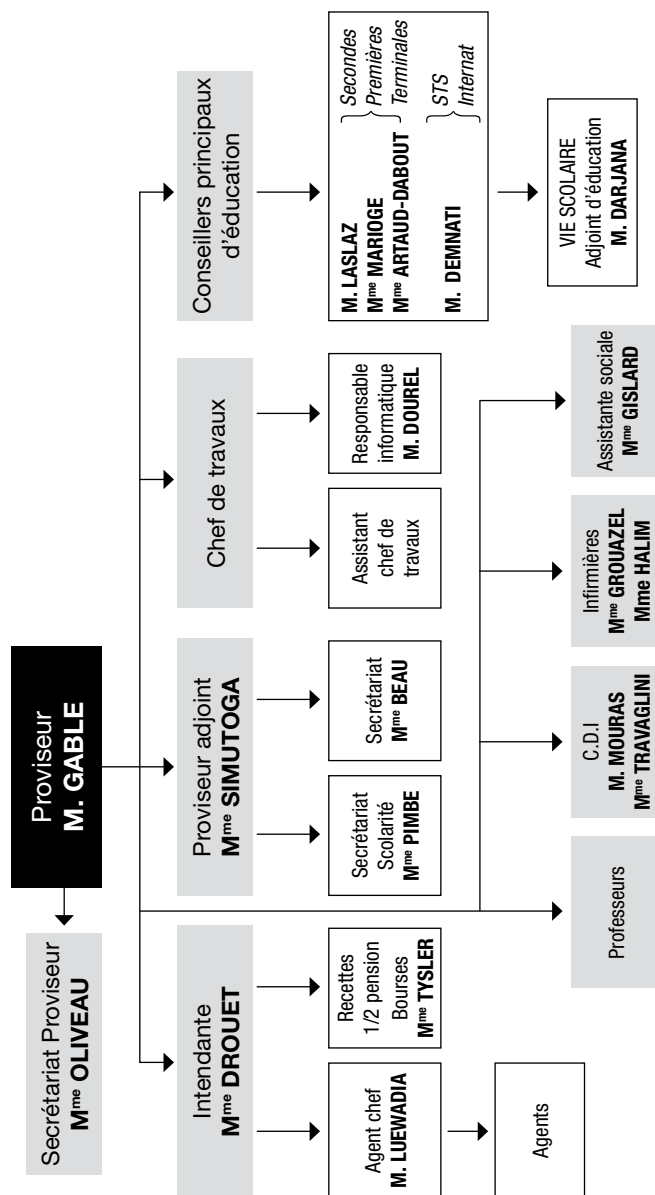 Proviseur
M. GABLE
Secrétariat Proviseur
Mme OLIVEAU
Intendante
Mme DROUET
Proviseur adjoint
Mme SIMUTOGA
Chef de travaux
Conseillers principaux
d'éducation
Agent chef
M. LUEWADIA
Recettes
1/2 pension
Bourses
Mme TYSLER
Secrétariat
Scolarité
Mme PIMBE
Secrétariat
Mme BEAU
Assistant
chef de
travaux
Responsable
informatique
M. DOUREL
M. LASLAZ
Mme MARIOGE
Mme ARTAUD-DABOUT
Secondes
Premières
Terminales
M. DEMNATI
STS
Internat
Agents
Professeurs
C.D.I
M. MOURAS
Mme TRAVAGLINI
Infirmières
Mme GROUAZEL
Mme HALIM
Assistante sociale
Mme GISLARD
VIE SCOLAIRE
Adjoint d'éducation
M. DARJANA